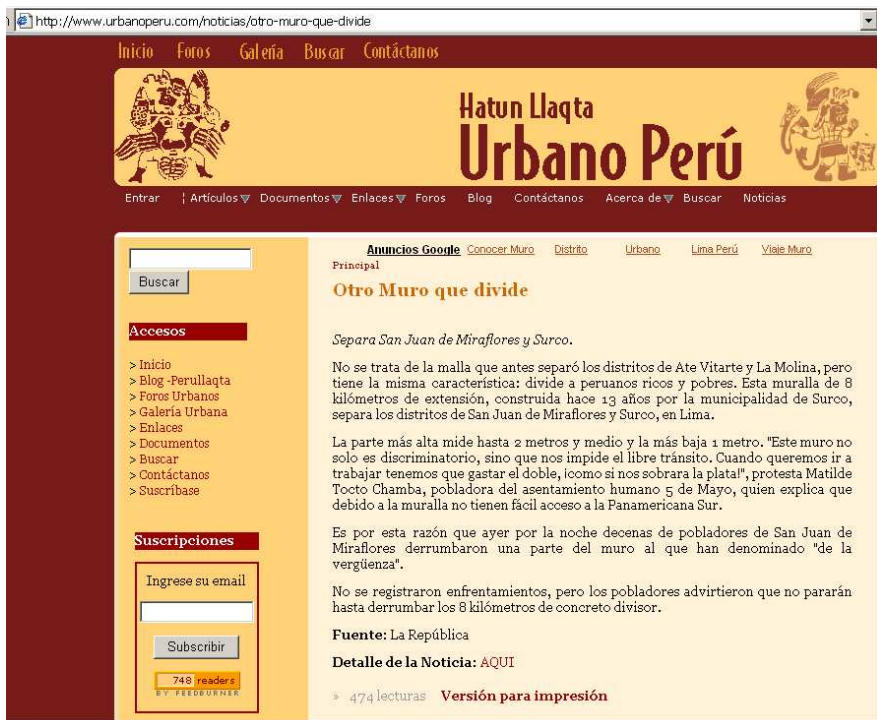 http://www.urbanoperu.com/noticias/otro-muro-que-divide
Inicio Foros Galería Buscar Contáctanos
Hatun Llaqta
Urbano Perú
Entrar ¦ Artículos Documentos Enlaces Foros Blog Contáctanos Acerca de Buscar Noticias
Buscar
Accesos
> Inicio
> Blog -Perullaqta
> Foros Urbanos
> Galería Urbana
> Enlaces
> Documentos
> Buscar
> Contáctanos
> Suscríbase
Suscripciones
Ingrese su email
Subscribir
748 readers
BY FEEDBURNER
Anuncios Google Conocer Muro Distrito Urbano Lima Perú Viaje Muro
Principal
Otro Muro que divide
Separa San Juan de Miraflores y Surco.
No se trata de la malla que antes separó los distritos de Ate Vitarte y La Molina, pero
tiene la misma característica: divide a peruanos ricos y pobres. Esta muralla de 8
kilómetros de extensión, construida hace 13 años por la municipalidad de Surco,
separa los distritos de San Juan de Miraflores y Surco, en Lima.
La parte más alta mide hasta 2 metros y medio y la más baja 1 metro. "Este muro no
solo es discriminatorio, sino que nos impide el libre tránsito. Cuando queremos ir a
trabajar tenemos que gastar el doble, ¡como si nos sobrara la plata!", protesta Matilde
Tocto Chamba, pobladora del asentamiento humano 5 de Mayo, quien explica que
debido a la muralla no tienen fácil acceso a la Panamericana Sur.
Es por esta razón que ayer por la noche decenas de pobladores de San Juan de
Miraflores derrumbaron una parte del muro al que han denominado "de la
vergüenza".
No se registraron enfrentamientos, pero los pobladores advirtieron que no pararán
hasta derrumbar los 8 kilómetros de concreto divisor.
Fuente: La República
Detalle de la Noticia: AQUI
» 474 lecturas Versión para impresión